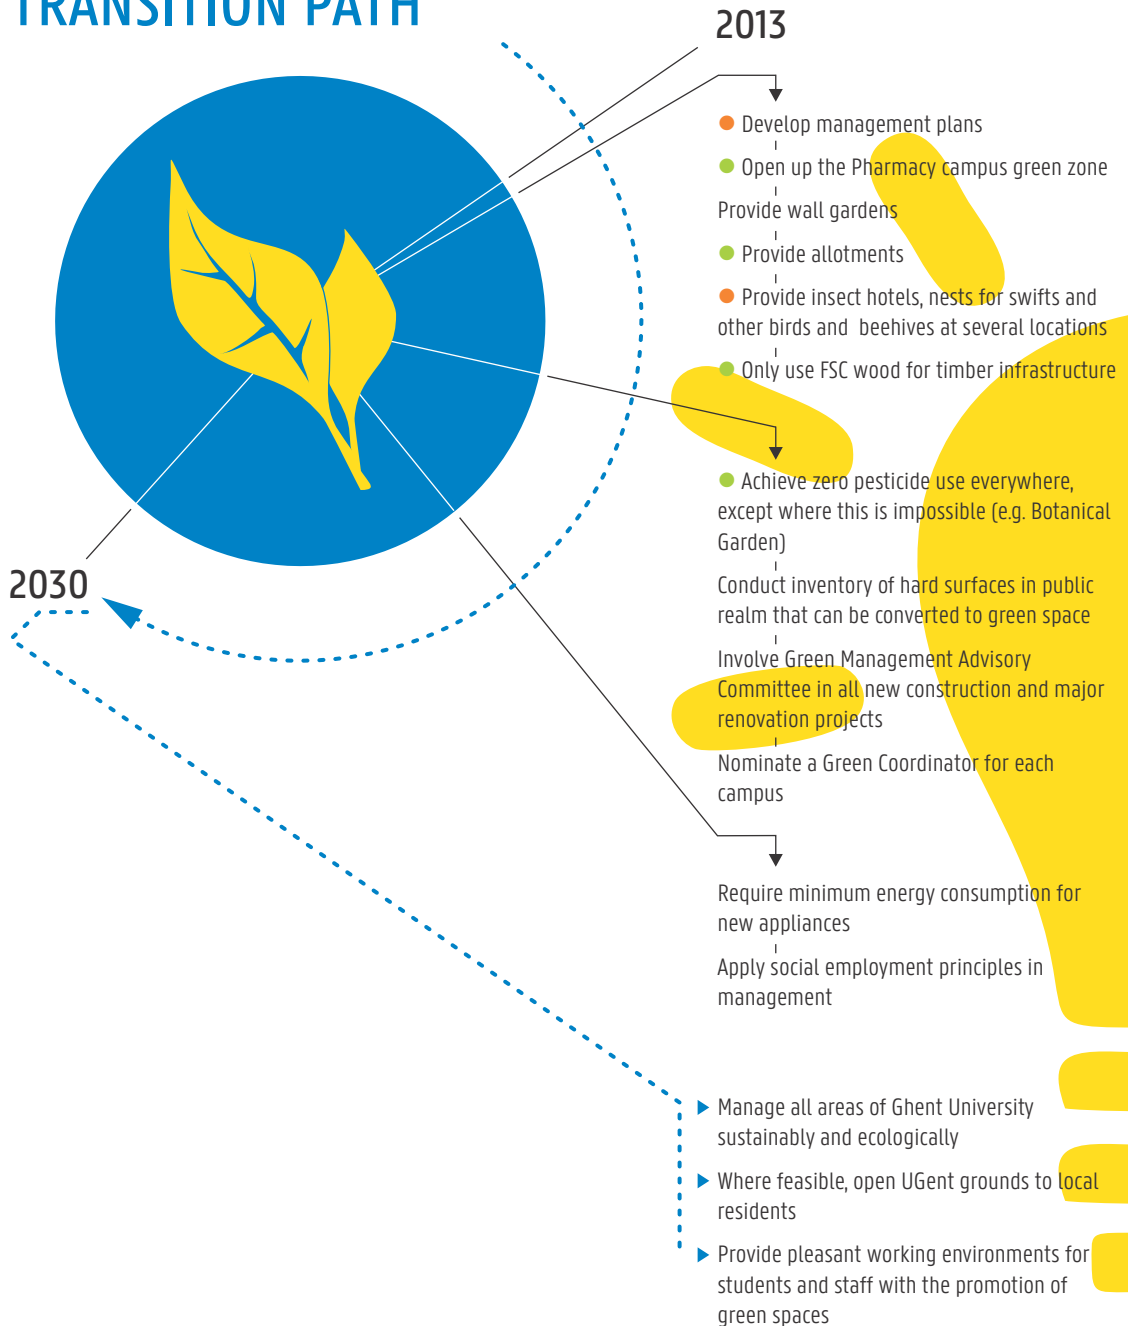 TRANSITION PATH
2013
Develop management plans
Open up the Pharmacy campus green zone
Provide wall gardens
Provide allotments
Provide insect hotels, nests for swifts and
other birds and beehives at several locations
Only use FSC wood for timber infrastructure
Achieve zero pesticide use everywhere,
except where this is impossible (e.g. Botanical
Garden)
Conduct inventory of hard surfaces in public
realm that can be converted to green space
Involve Green Management Advisory
Committee in all new construction and major
renovation projects
Nominate a Green Coordinator for each
campus
Require minimum energy consumption for
new appliances
Apply social employment principles in
management
2030
Manage all areas of Ghent University
sustainably and ecologically
Where feasible, open UGent grounds to local
residents
Provide pleasant working environments for
students and staff with the promotion of
green spaces